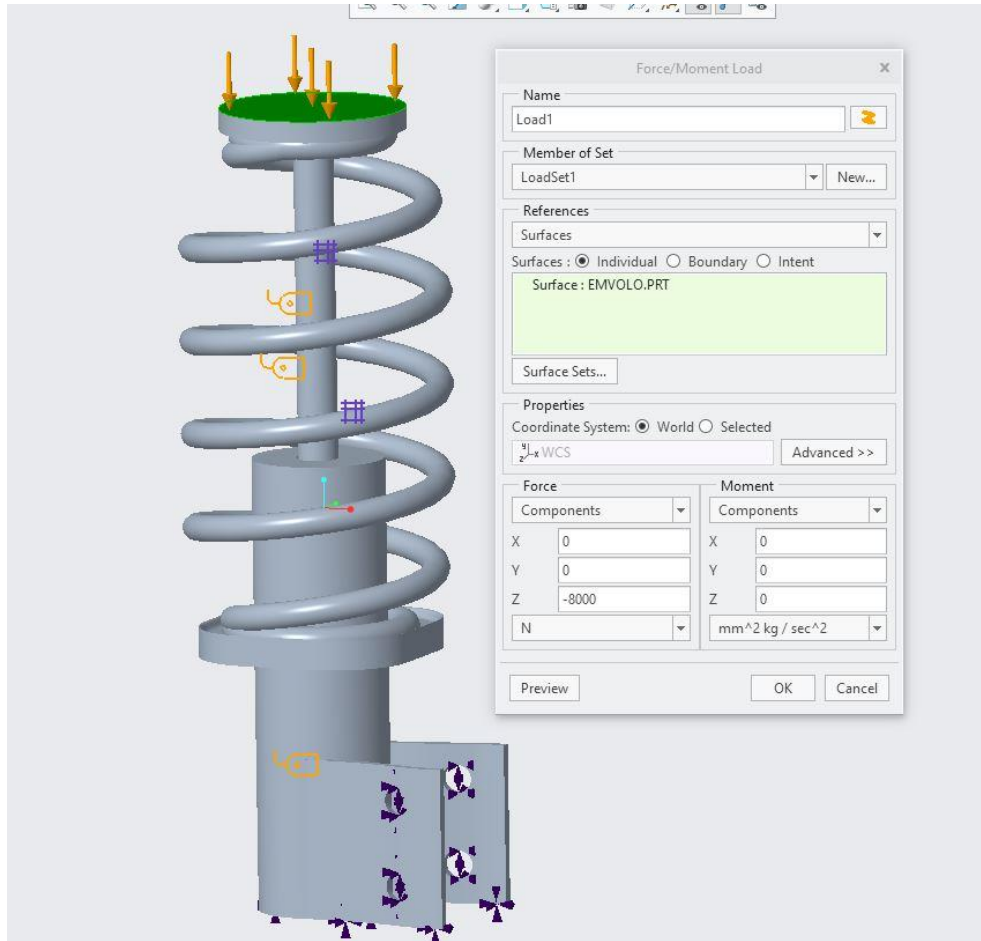 Force/Moment Load X
Name
Load1
Member of Set
LoadSet1 New...
References
Surfaces
Surfaces : Individual Boundary Intent
Surface : EMVOLO.PRT
Surface Sets...
Properties
Coordinate System: World Selected
y x z WCS Advanced >>
Force Moment
Components Components
X 0 X 0
Y 0 Y 0
Z -8000 Z 0
N mm^2 kg / sec^2
Preview OK Cancel